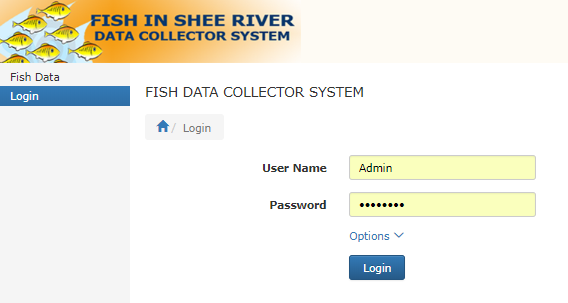 FISH IN SHEE RIVER
DATA COLLECTOR SYSTEM
Fish Data
Login
FISH DATA COLLECTOR SYSTEM
/ Login
User Name
Admin
Password
••••••••
Options
Login